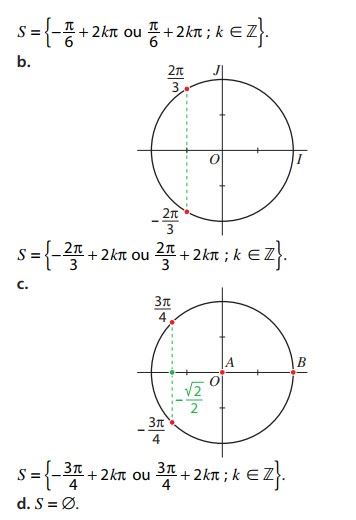 S = {-π/6 + 2kπ ou π/6 + 2kπ ; k ∈ ℤ}.
b.
2π/3 J
O I
-2π/3
S = {-2π/3 + 2kπ ou 2π/3 + 2kπ ; k ∈ ℤ}.
c.
3π/4
A B
O
-√2/2
-3π/4
S = {-3π/4 + 2kπ ou 3π/4 + 2kπ ; k ∈ ℤ}.
d. S = ∅.